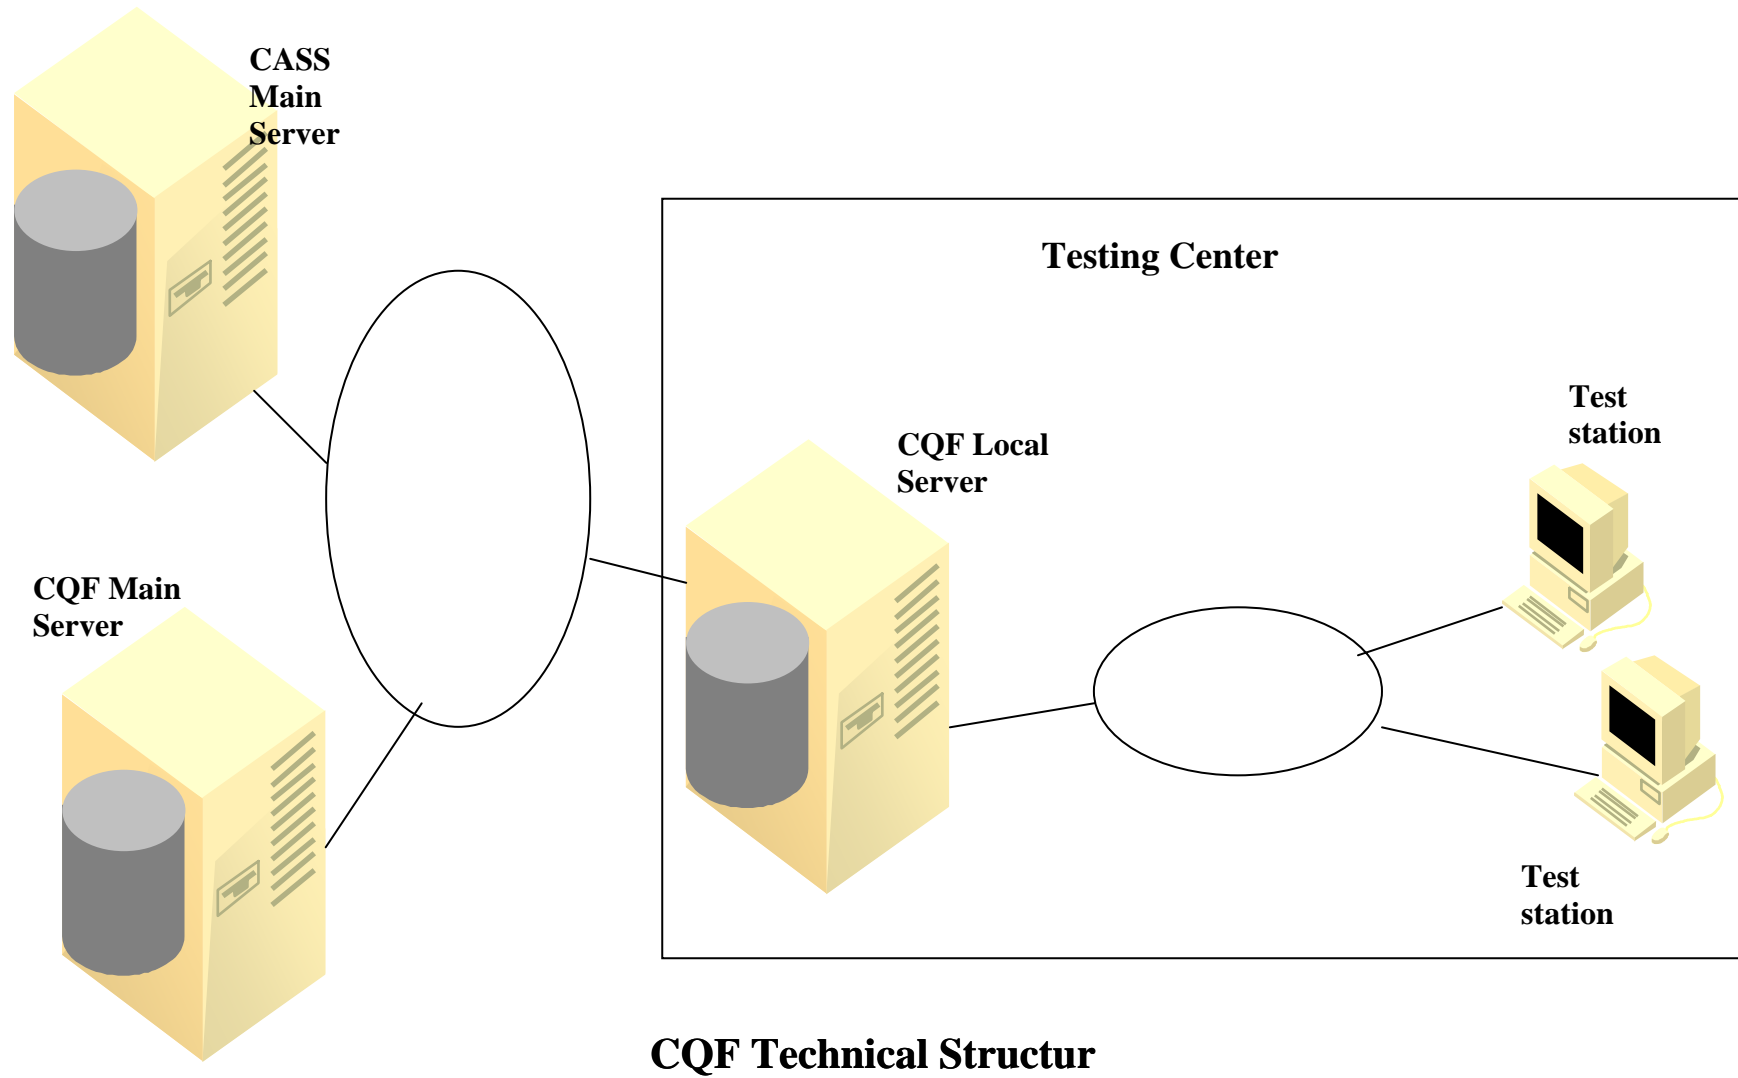 CASS
Main
Server
Testing Center
Test
station
CQF Local
Server
CQF Main
Server
Test
station
CQF Technical Structur